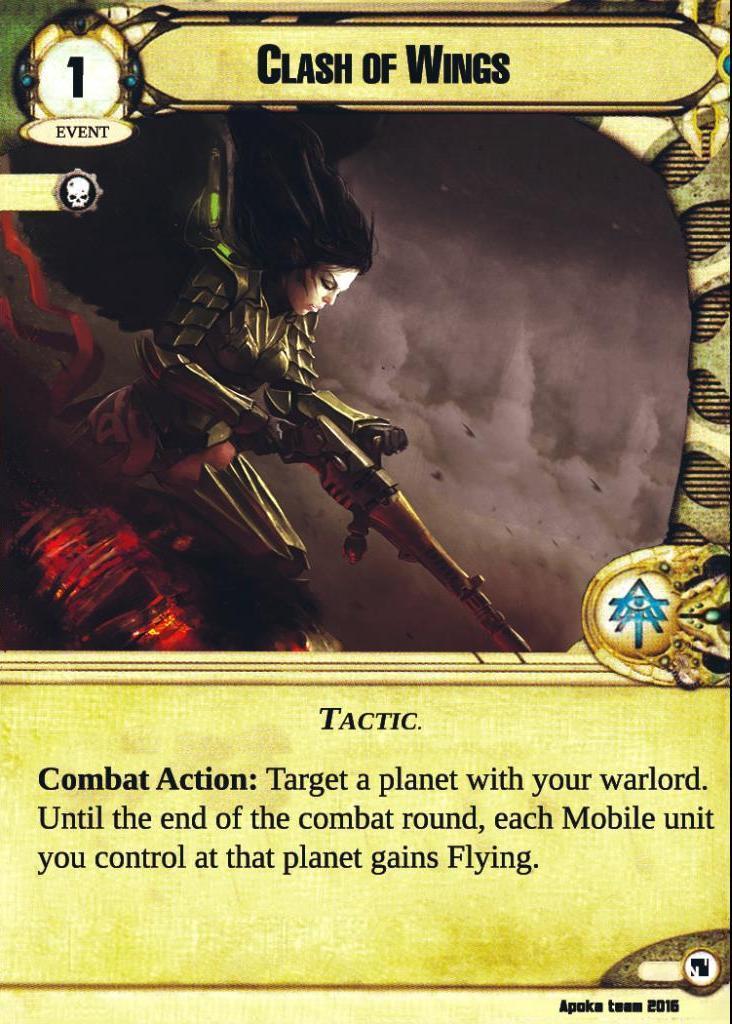 1
CLASH OF WINGS
EVENT
TACTIC.
Combat Action: Target a planet with your warlord.
Until the end of the combat round, each Mobile unit
you control at that planet gains Flying.
Apoka team 2016